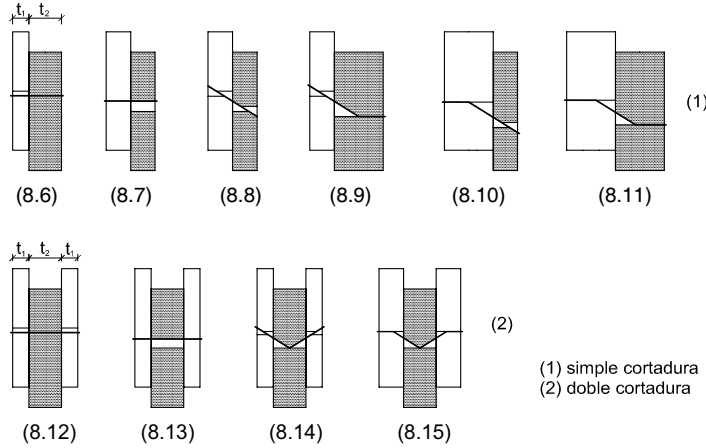 t1 t2
(1)
(8.6) (8.7) (8.8) (8.9) (8.10) (8.11)
t1 t2 t1
(2)
(1) simple cortadura
(2) doble cortadura
(8.12) (8.13) (8.14) (8.15)